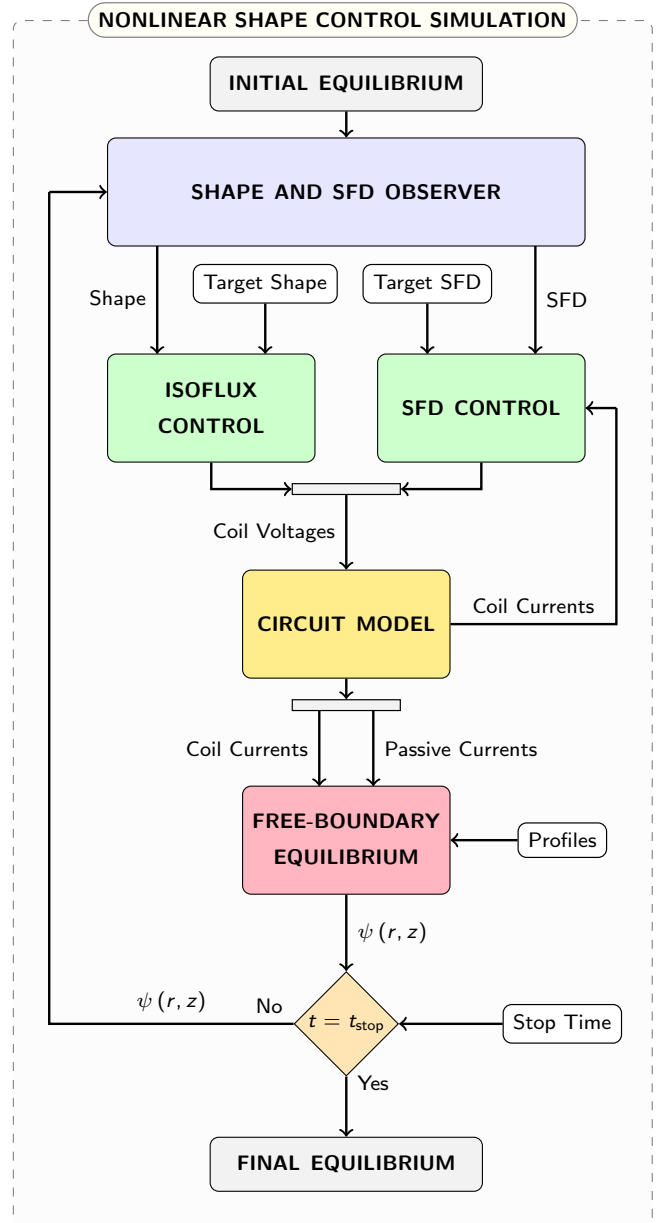 NONLINEAR SHAPE CONTROL SIMULATION
INITIAL EQUILIBRIUM
SHAPE AND SFD OBSERVER
Shape
Target Shape
Target SFD
SFD
ISOFLUX
CONTROL
SFD CONTROL
Coil Voltages
CIRCUIT MODEL
Coil Currents
Coil Currents
Passive Currents
FREE-BOUNDARY
EQUILIBRIUM
Profiles
ψ (r, z)
ψ (r, z)
No
t = t_stop
Stop Time
Yes
FINAL EQUILIBRIUM